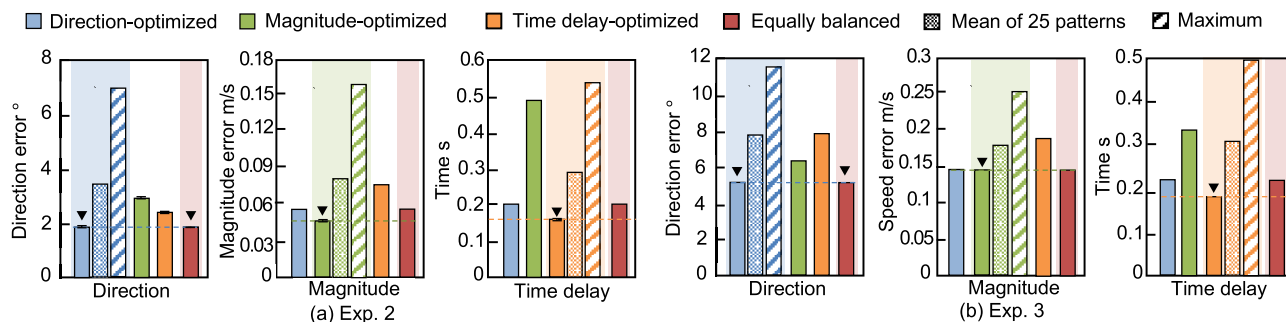 Direction-optimized Magnitude-optimized Time delay-optimized Equally balanced Mean of 25 patterns Maximum
Direction error °
8
6
4
2
0
Direction
Magnitude error m/s
0.18
0.15
0.12
0.09
0.06
0.03
0
Magnitude
Time s
0.6
0.5
0.4
0.3
0.2
0.1
0
Time delay
(a) Exp. 2
Direction error °
12
10
8
6
4
2
0
Direction
Speed error m/s
0.3
0.25
0.2
0.15
0.1
0.05
0
Magnitude
Time s
0.5
0.4
0.3
0.2
0.1
0
Time delay
(b) Exp. 3